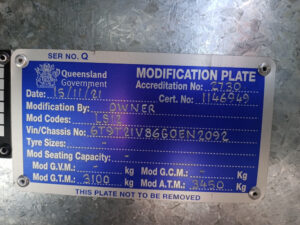 SER NO. Q
Queensland Government
MODIFICATION PLATE
Accreditation No: 2730
Date: 15/11/21 Cert. No: 1146949
Modification By: OWNER
Mod Codes:
Vin/Chassis No: 6T9T21V86G0EN2092
Tyre Sizes: -
Mod Seating Capacity: -
Mod G.V.M: - kg Mod G.C.M: - Kg
Mod G.T.M: 3100 kg Mod A.T.M: 3450 Kg
THIS PLATE NOT TO BE REMOVED